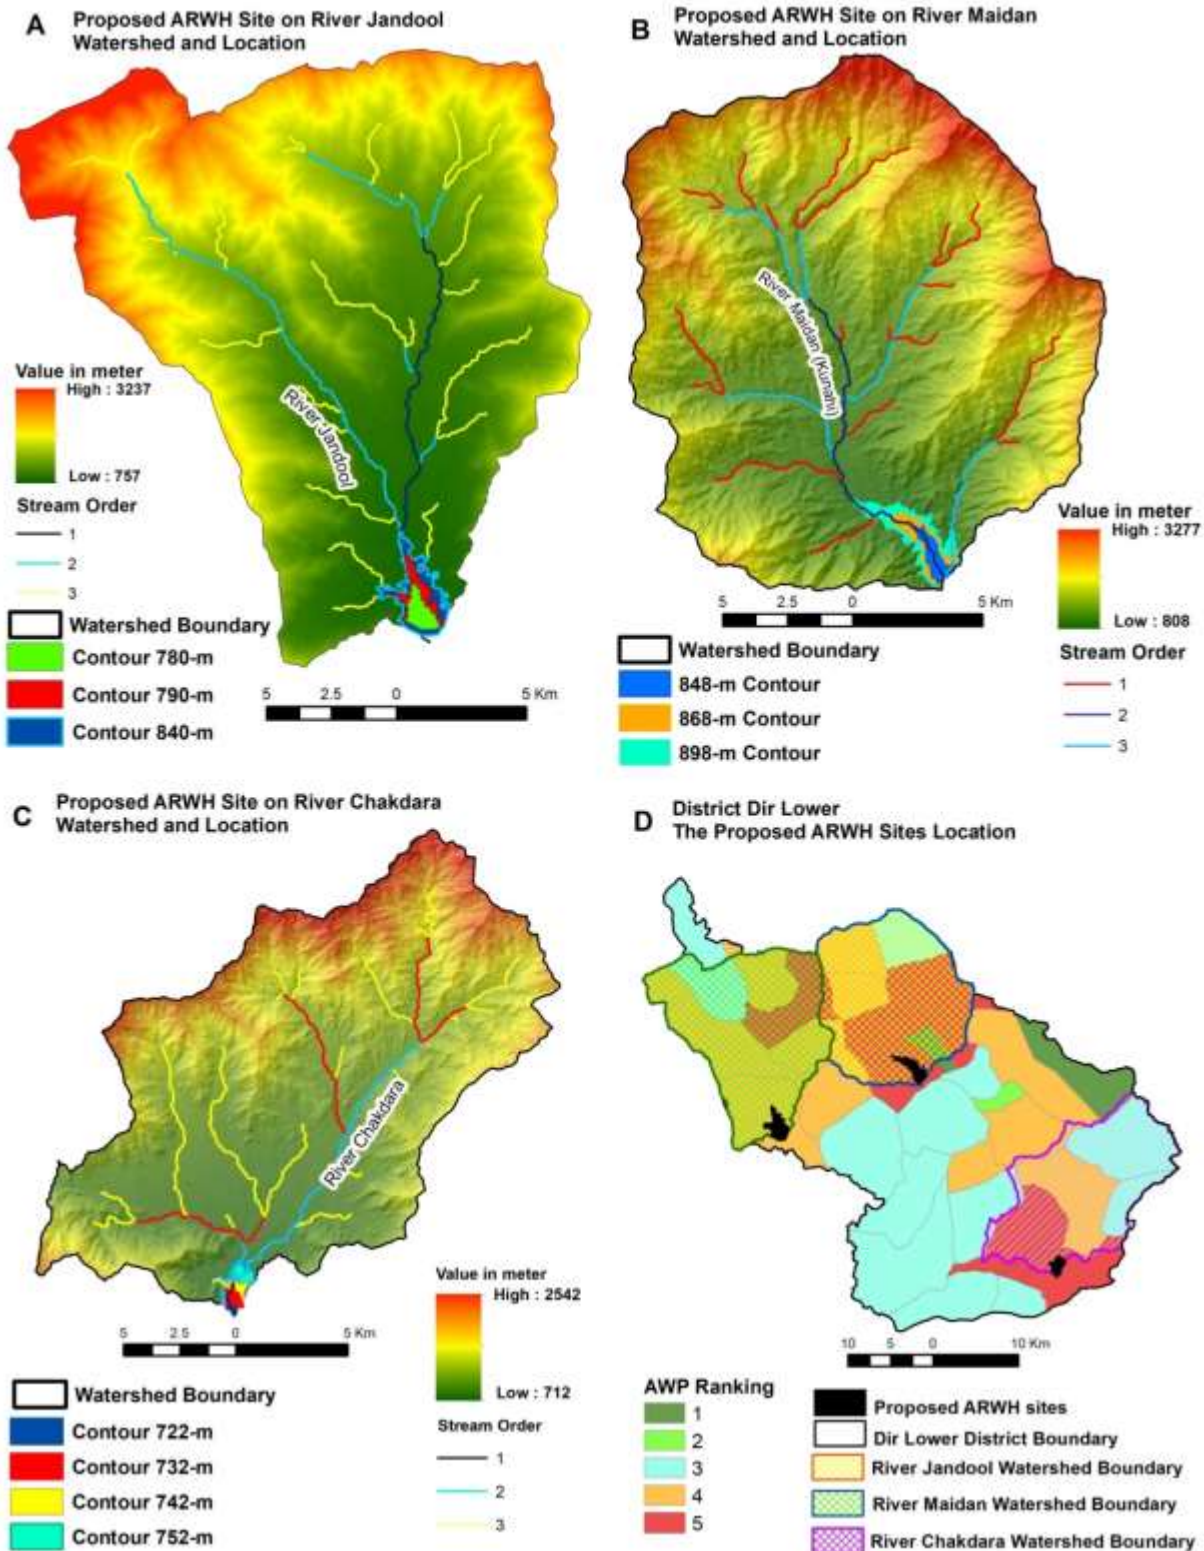 A
Proposed ARWH Site on River Jandool
Watershed and Location
River Jandool
Value in meter
High : 3237
Low : 757
Stream Order
1
2
3
Watershed Boundary
Contour 780-m
Contour 790-m
Contour 840-m
5 2.5 0 5 Km
B
Proposed ARWH Site on River Maidan
Watershed and Location
River Maidan (Kunahi)
Value in meter
High : 3277
Low : 808
5 2.5 0 5 Km
Watershed Boundary
848-m Contour
868-m Contour
898-m Contour
Stream Order
1
2
3
C
Proposed ARWH Site on River Chakdara
Watershed and Location
River Chakdara
Value in meter
High : 2542
Low : 712
5 2.5 0 5 Km
Watershed Boundary
Contour 722-m
Contour 732-m
Contour 742-m
Contour 752-m
Stream Order
1
2
3
D
District Dir Lower
The Proposed ARWH Sites Location
10 5 0 10 Km
AWP Ranking
1
2
3
4
5
Proposed ARWH sites
Dir Lower District Boundary
River Jandool Watershed Boundary
River Maidan Watershed Boundary
River Chakdara Watershed Boundary